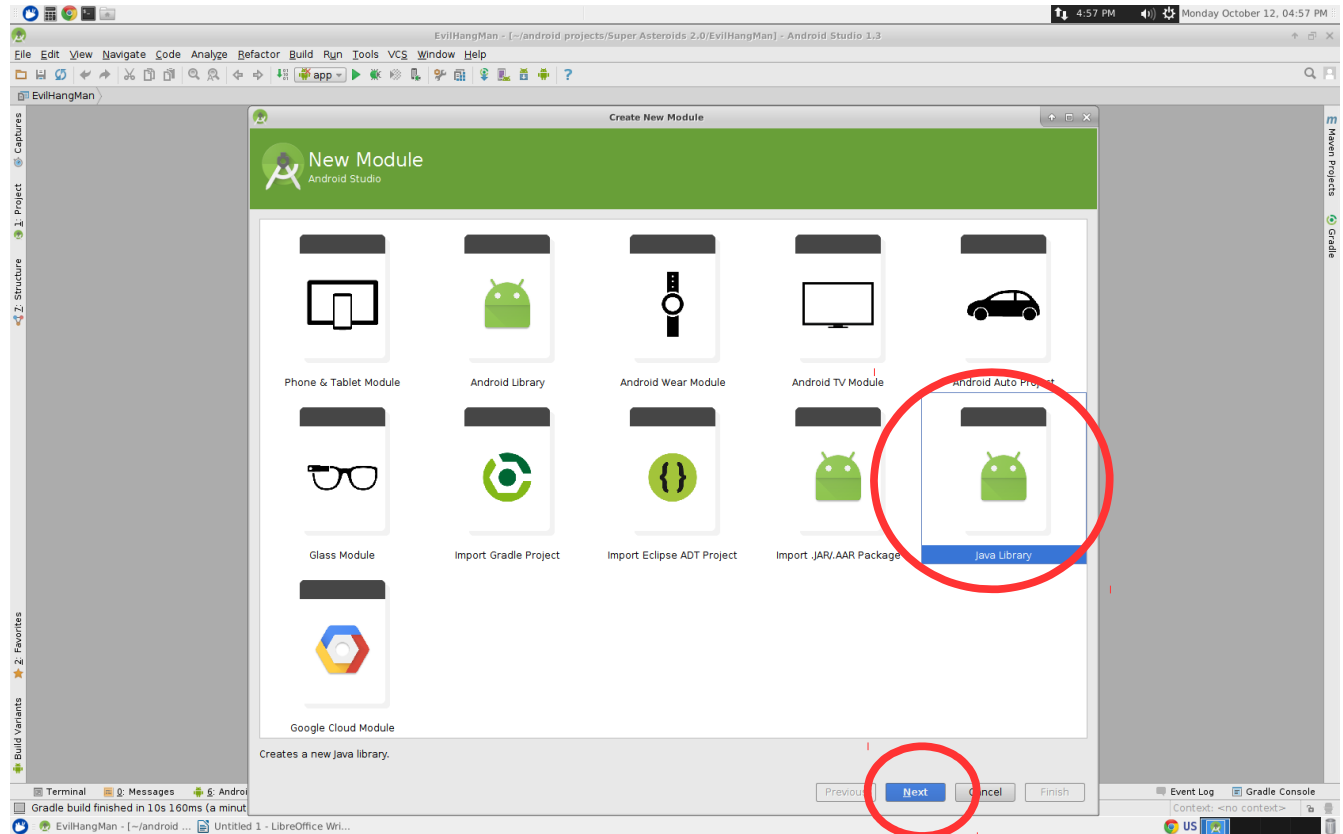 4:57 PM Monday October 12, 04:57 PM
EvilHangMan - [~/android projects/Super Asteroids 2.0/EvilHangMan] - Android Studio 1.3
File Edit View Navigate Code Analyze Refactor Build Run Tools VCS Window Help
app ?
EvilHangMan
Captures
1: Project
7: Structure
2: Favorites
Build Variants
Create New Module
New Module
Android Studio
Phone & Tablet Module Android Library Android Wear Module Android TV Module Android Auto Project
Glass Module Import Gradle Project Import Eclipse ADT Project Import .JAR/.AAR Package Java Library
Google Cloud Module
Creates a new Java library.
Previous Next Cancel Finish
m Maven Projects
Gradle
Terminal 0: Messages 6: Androi Event Log Gradle Console
Gradle build finished in 10s 160ms (a minut Context: <no context>
EvilHangMan - [~/android ... Untitled 1 - LibreOffice Wri... US